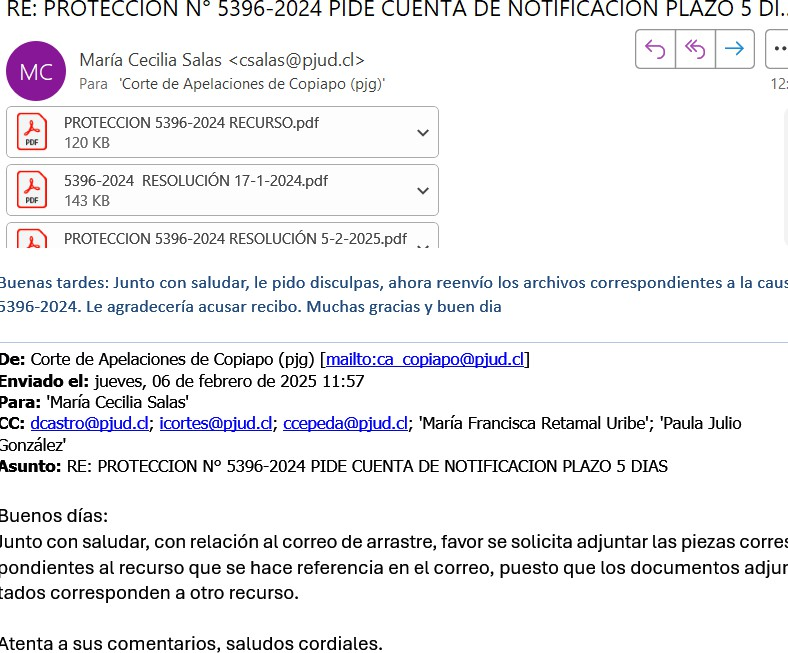 RE: PROTECCION N° 5396-2024 PIDE CUENTA DE NOTIFICACION PLAZO 5 DI...
MC
María Cecilia Salas <csalas@pjud.cl>
Para 'Corte de Apelaciones de Copiapo (pjg)'
12:
PROTECCION 5396-2024 RECURSO.pdf
PDF
120 KB
5396-2024 RESOLUCIÓN 17-1-2024.pdf
PDF
143 KB
PROTECCION 5396-2024 RESOLUCIÓN 5-2-2025.pdf
Buenas tardes: Junto con saludar, le pido disculpas, ahora reenvío los archivos correspondientes a la caus
5396-2024. Le agradecería acusar recibo. Muchas gracias y buen dia
De: Corte de Apelaciones de Copiapo (pjg) [mailto:ca_copiapo@pjud.cl]
Enviado el: jueves, 06 de febrero de 2025 11:57
Para: 'María Cecilia Salas'
CC: dcastro@pjud.cl; icortes@pjud.cl; ccepeda@pjud.cl; 'María Francisca Retamal Uribe'; 'Paula Julio
González'
Asunto: RE: PROTECCION N° 5396-2024 PIDE CUENTA DE NOTIFICACION PLAZO 5 DIAS
Buenos días:
Junto con saludar, con relación al correo de arrastre, favor se solicita adjuntar las piezas corres
pondientes al recurso que se hace referencia en el correo, puesto que los documentos adjun
tados corresponden a otro recurso.
Atenta a sus comentarios, saludos cordiales.